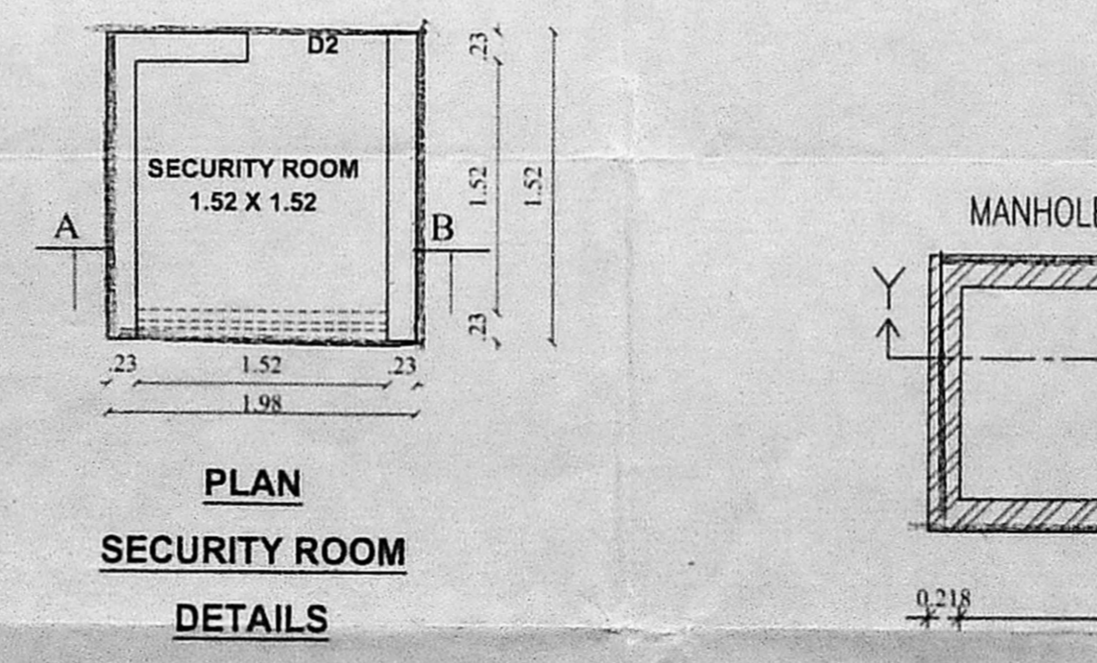 D2
.23
SECURITY ROOM
1.52 X 1.52
1.52
1.52
A
B
.23
.23
1.52
.23
1.98
PLAN
SECURITY ROOM
DETAILS
Y
0.218